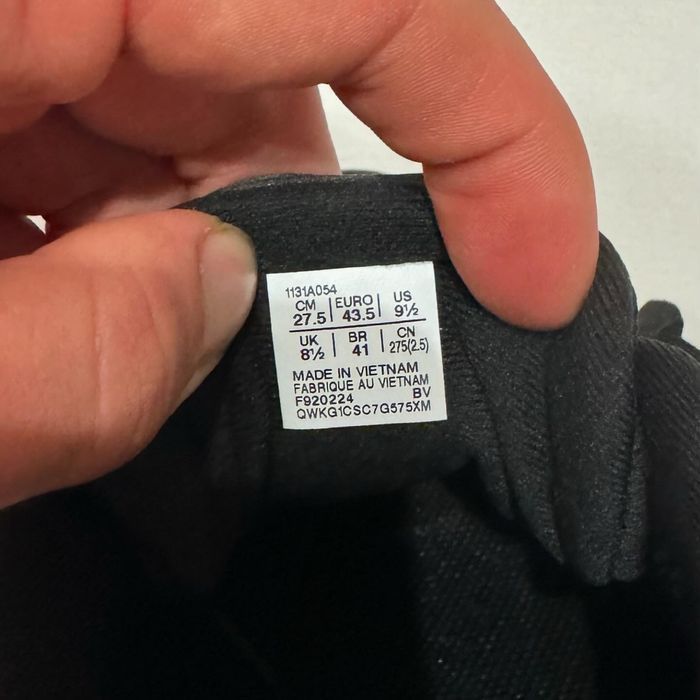 1131A054
CM | EURO | US
27.5 | 43.5 | 9½
UK | BR | CN
8½ | 41 | 275(2.5)
MADE IN VIETNAM
FABRIQUE AU VIETNAM
F920224 BV
QWKG1CSC7G575XM